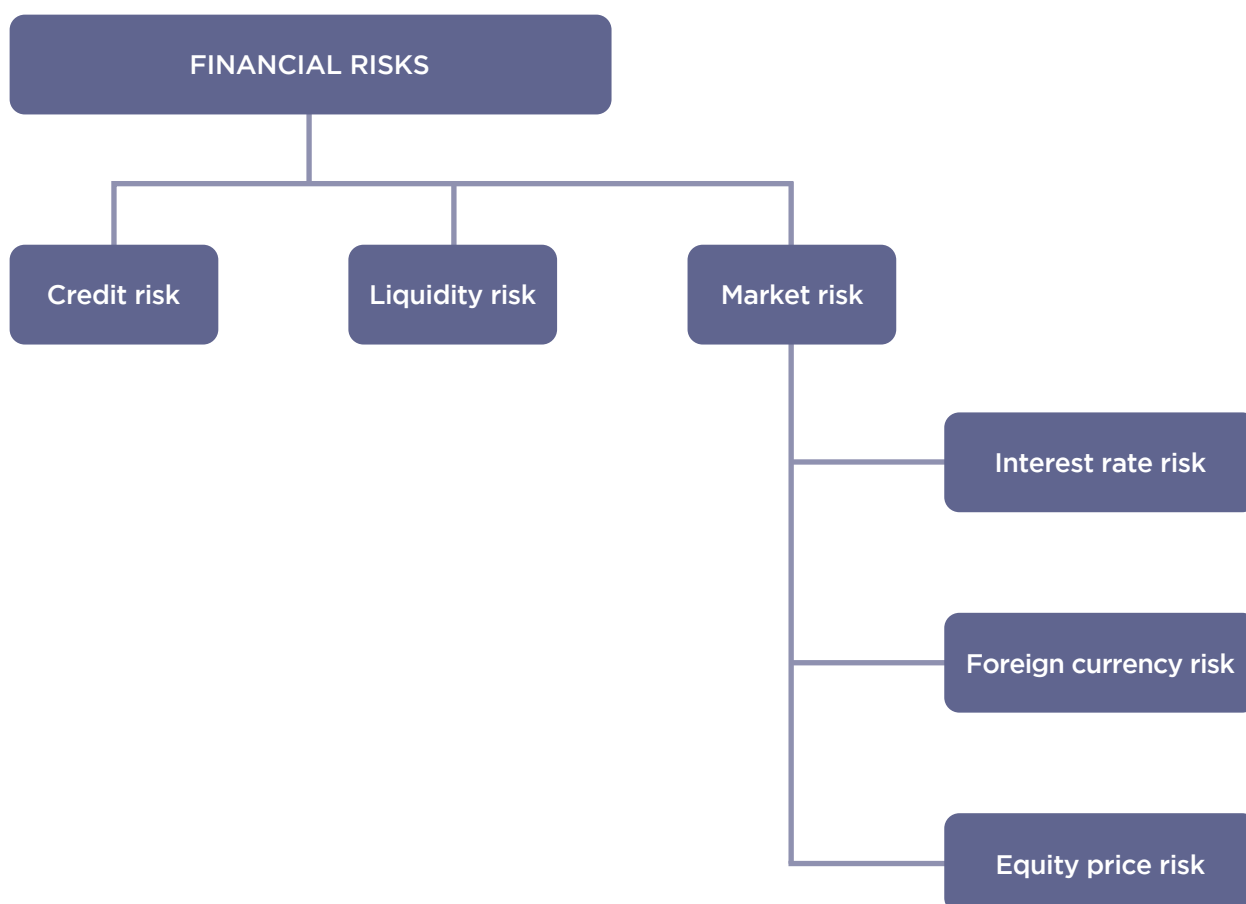 FINANCIAL RISKS
Credit risk
Liquidity risk
Market risk
Interest rate risk
Foreign currency risk
Equity price risk